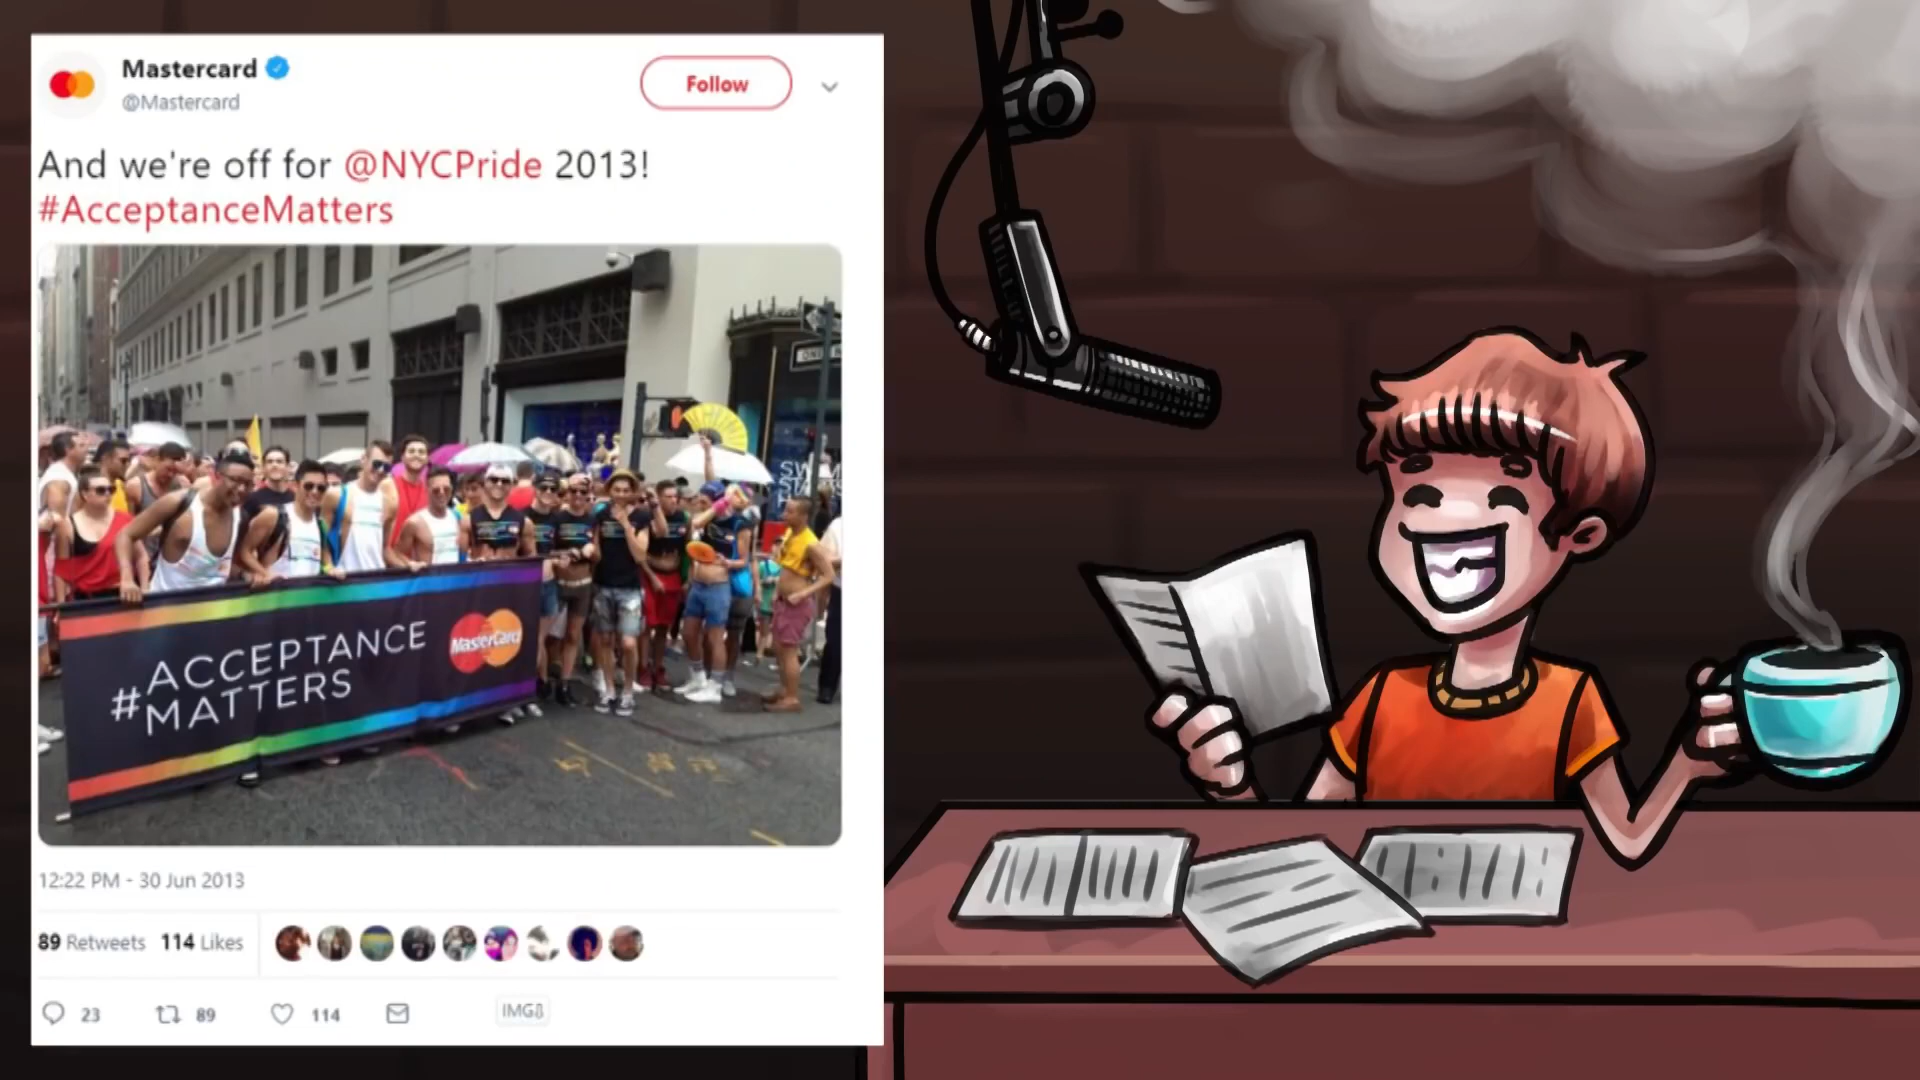 Mastercard
@Mastercard
Follow
And we're off for @NYCPride 2013!
#AcceptanceMatters
#ACCEPTANCE
MATTERS
MasterCard
12:22 PM - 30 Jun 2013
89 Retweets 114 Likes
23 89 114 IMG